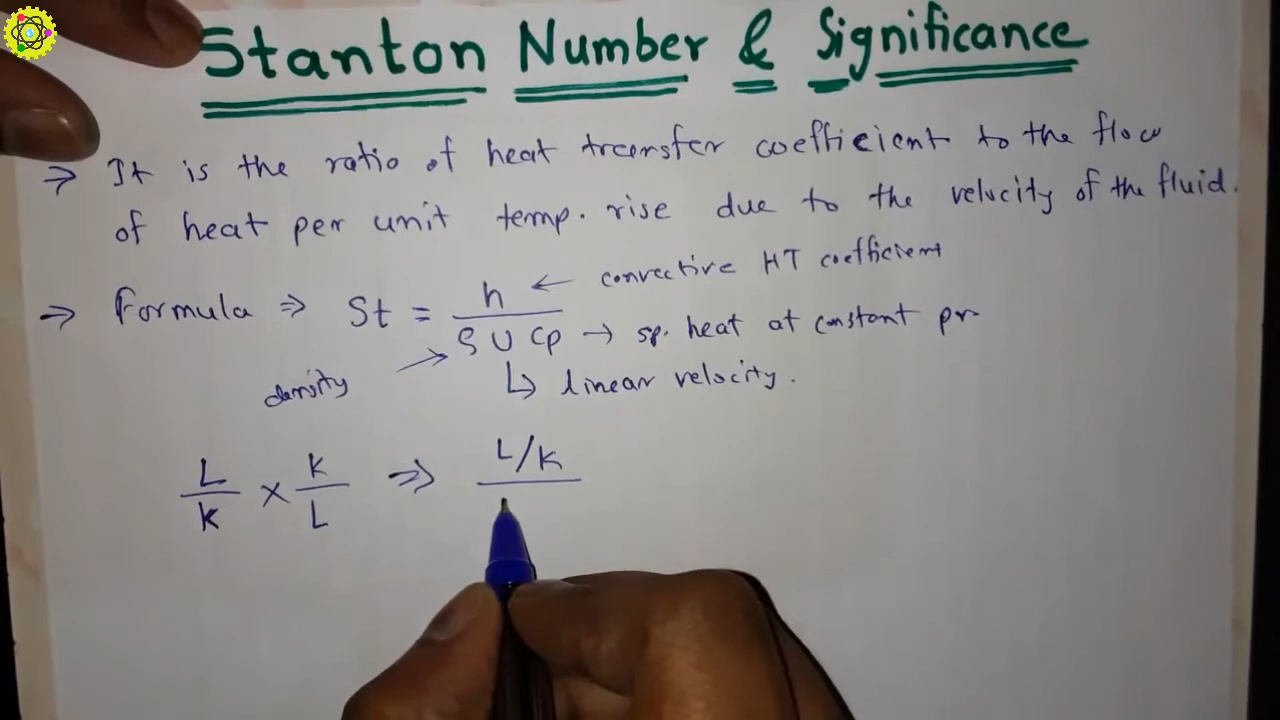 Stanton Number & Significance
⇒ It is the ratio of heat transfer coefficient to the flow
of heat per unit temp. rise due to the velocity of the fluid.
⇒ Formula ⇒ St = h / (ρ U Cp)
h ← convective HT coefficient
→ sp. heat at constant pr
density →
↳ linear velocity.
L/K × K/L ⇒ L/K